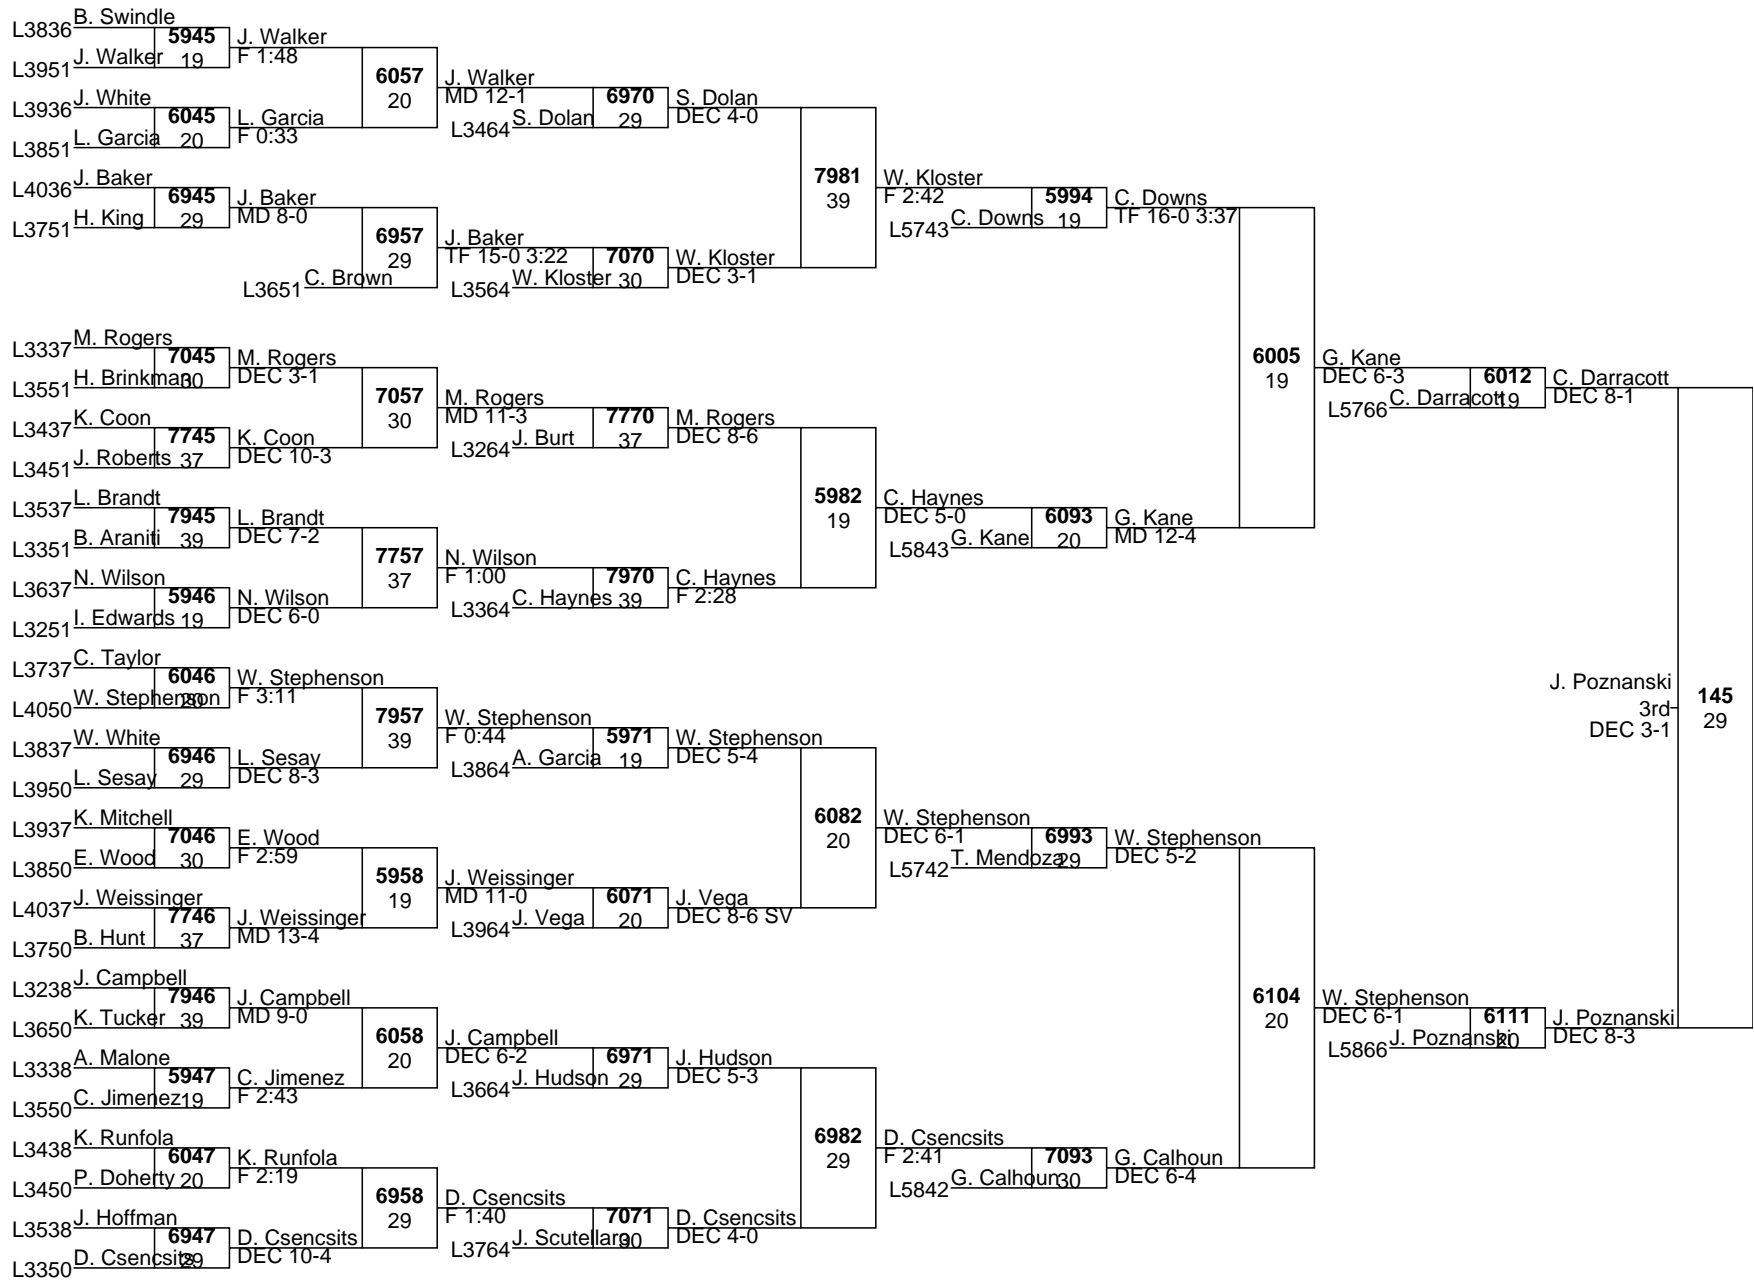 B. Swindle
L3836
5945
19
J. Walker
F 1:48
J. Walker
L3951
6057
20
J. Walker
MD 12-1
J. White
L3936
6045
20
L. Garcia
F 0:33
L. Garcia
L3851
S. Dolan
L3464
6970
29
S. Dolan
DEC 4-0
7981
39
W. Kloster
F 2:42
J. Baker
L4036
6945
29
J. Baker
MD 8-0
H. King
L3751
6957
29
J. Baker
TF 15-0 3:22
C. Brown
L3651
W. Kloster
L3564
7070
30
W. Kloster
DEC 3-1
C. Downs
L5743
5994
19
C. Downs
TF 16-0 3:37
M. Rogers
L3337
7045
30
M. Rogers
DEC 3-1
H. Brinkman
L3551
7057
30
M. Rogers
MD 11-3
K. Coon
L3437
7745
37
K. Coon
DEC 10-3
J. Roberts
L3451
J. Burt
L3264
7770
37
M. Rogers
DEC 8-6
6005
19
G. Kane
DEC 6-3
C. Darracott
L5766
6012
19
C. Darracott
DEC 8-1
L. Brandt
L3537
7945
39
L. Brandt
DEC 7-2
B. Araniti
L3351
5982
19
C. Haynes
DEC 5-0
G. Kane
L5843
6093
20
G. Kane
MD 12-4
7757
37
N. Wilson
F 1:00
N. Wilson
L3637
5946
19
N. Wilson
DEC 6-0
I. Edwards
L3251
C. Haynes
L3364
7970
39
C. Haynes
F 2:28
C. Taylor
L3737
6046
20
W. Stephenson
F 3:11
W. Stephenson
L4050
7957
39
W. Stephenson
F 0:44
J. Poznanski
3rd
DEC 3-1
145
29
W. White
L3837
6946
29
L. Sesay
DEC 8-3
L. Sesay
L3950
A. Garcia
L3864
5971
19
W. Stephenson
DEC 5-4
K. Mitchell
L3937
7046
30
E. Wood
F 2:59
E. Wood
L3850
6082
20
W. Stephenson
DEC 6-1
T. Mendoza
L5742
6993
29
W. Stephenson
DEC 5-2
5958
19
J. Weissinger
MD 11-0
J. Weissinger
L4037
7746
37
J. Weissinger
MD 13-4
B. Hunt
L3750
J. Vega
L3964
6071
20
J. Vega
DEC 8-6 SV
J. Campbell
L3238
7946
39
J. Campbell
MD 9-0
K. Tucker
L3650
6058
20
J. Campbell
DEC 6-2
6104
20
W. Stephenson
DEC 6-1
J. Poznanski
L5866
6111
20
J. Poznanski
DEC 8-3
A. Malone
L3338
5947
19
C. Jimenez
F 2:43
C. Jimenez
L3550
J. Hudson
L3664
6971
29
J. Hudson
DEC 5-3
K. Runfola
L3438
6047
20
K. Runfola
F 2:19
P. Doherty
L3450
6982
29
D. Csencsits
F 2:41
G. Calhoun
L5842
7093
30
G. Calhoun
DEC 6-4
6958
29
D. Csencsits
F 1:40
J. Hoffman
L3538
6947
29
D. Csencsits
DEC 10-4
D. Csencsits
L3350
J. Scutellaro
L3764
7071
30
D. Csencsits
DEC 4-0